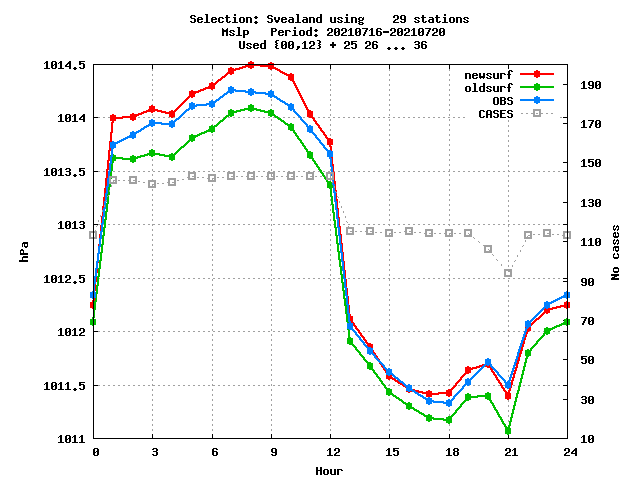 Selection: Svealand using    29 stations
Mslp   Period: 20210716-20210720
Used {00,12} + 25 26 ... 36
1014.5
1014
1013.5
1013
1012.5
1012
1011.5
1011
hPa
newsurf
oldsurf
OBS
CASES
190
170
150
130
110
90
70
50
30
10
No cases
0 3 6 9 12 15 18 21 24
Hour